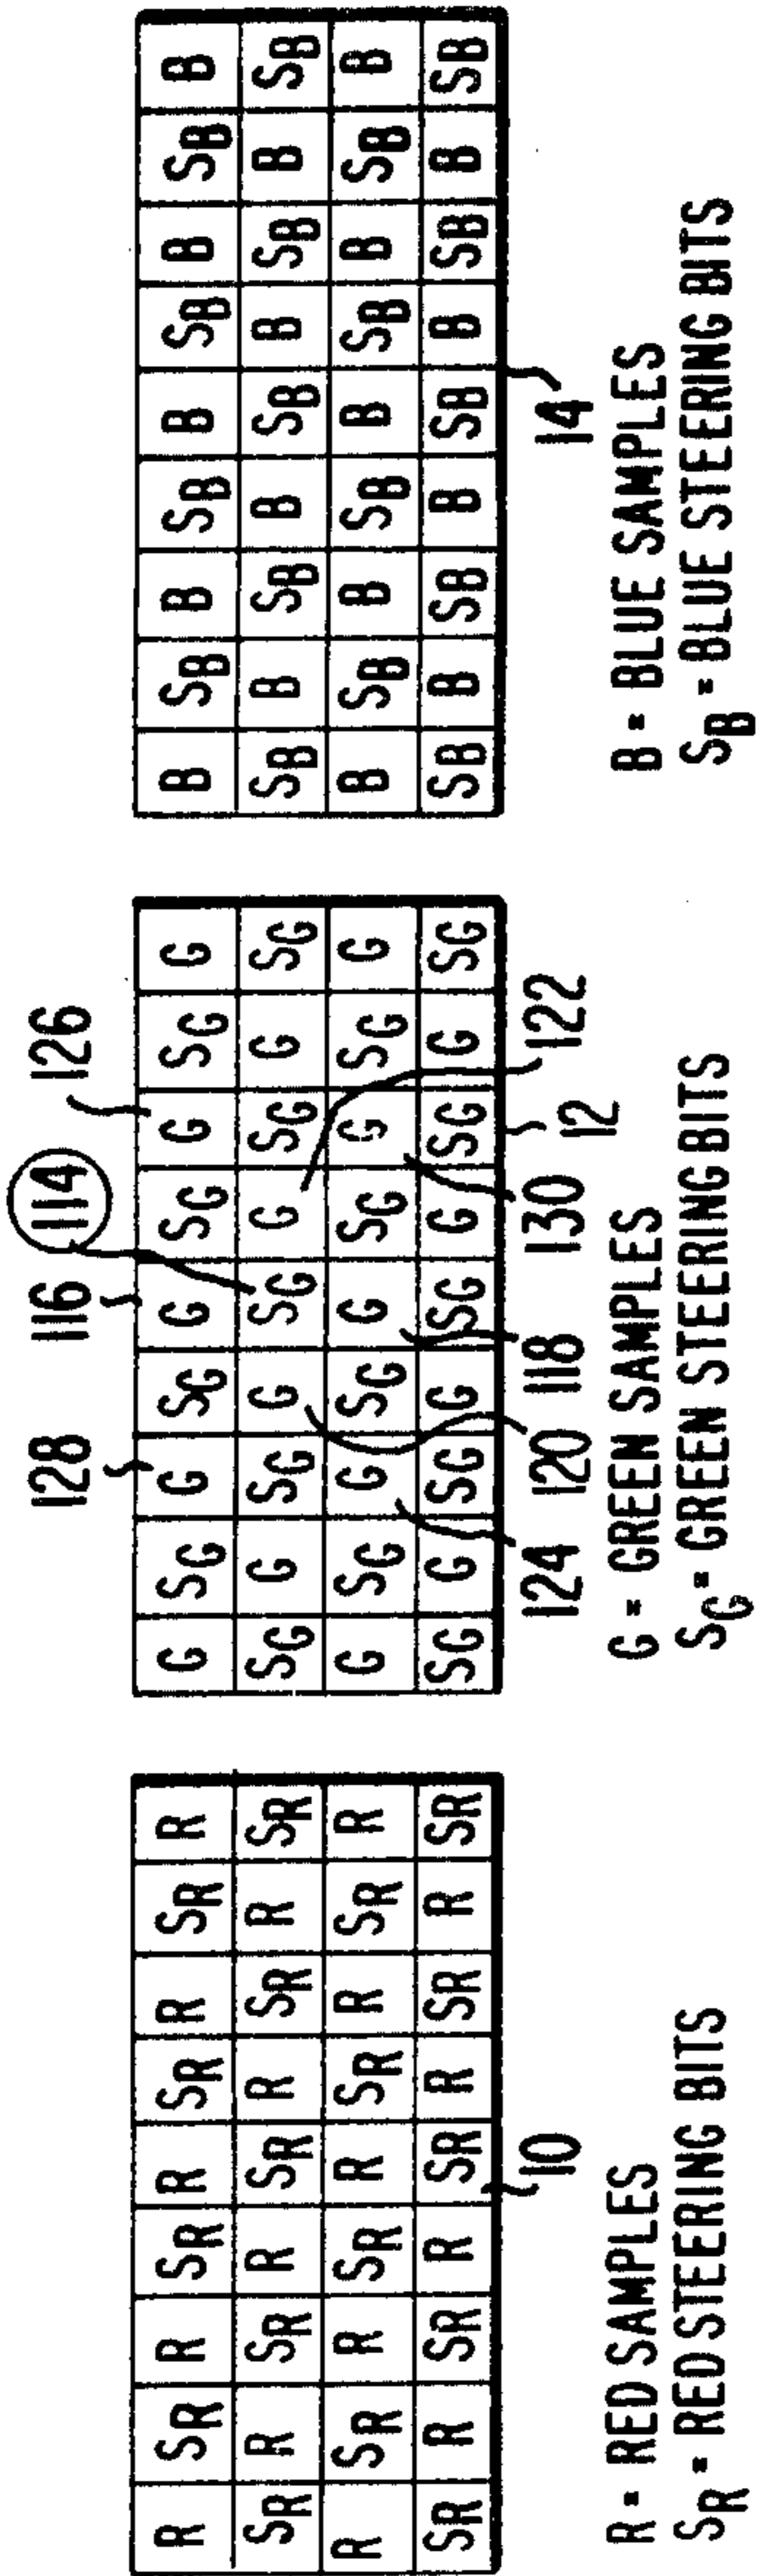 128 116 114 126
R SR R SR R SR R SR R G SG G SG G SG G SG G B SB B SB B SB B SB B
SR R SR R SR R SR R SR SG G SG G SG G SG G SG SB B SB B SB B SB B SB
R SR R SR R SR R SR R G SG G SG G SG G SG G B SB B SB B SB B SB B
SR R SR R SR R SR R SR SG G SG G SG G SG G SG SB B SB B SB B SB B SB
10 124 120 118 130 12 122 14
R = RED SAMPLES
SR = RED STEERING BITS
G = GREEN SAMPLES
SG = GREEN STEERING BITS
B = BLUE SAMPLES
SB = BLUE STEERING BITS